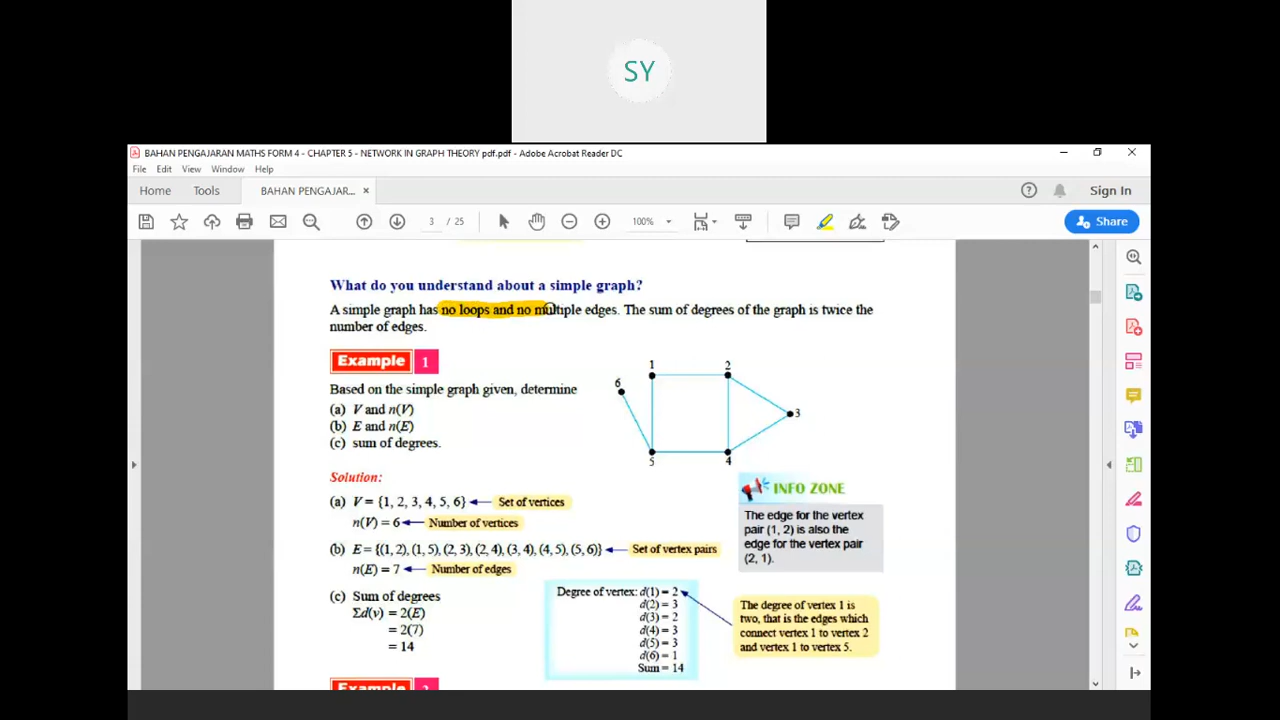 SY
BAHAN PENGAJARAN MATHS FORM 4 - CHAPTER 5 - NETWORK IN GRAPH THEORY pdf.pdf - Adobe Acrobat Reader DC
File Edit View Window Help
Home Tools BAHAN PENGAJAR... × Sign In
3 / 25 100% Share
What do you understand about a simple graph?
A simple graph has no loops and no multiple edges. The sum of degrees of the graph is twice the
number of edges.
Example 1
Based on the simple graph given, determine
(a) V and n(V)
(b) E and n(E)
(c) sum of degrees.
1 2
6
3
5 4
Solution:
(a) V = {1, 2, 3, 4, 5, 6} Set of vertices
n(V) = 6 Number of vertices
(b) E = {(1, 2), (1, 5), (2, 3), (2, 4), (3, 4), (4, 5), (5, 6)} Set of vertex pairs
n(E) = 7 Number of edges
INFO ZONE
The edge for the vertex
pair (1, 2) is also the
edge for the vertex pair
(2, 1).
(c) Sum of degrees
Σd(v) = 2(E)
= 2(7)
= 14
Degree of vertex: d(1) = 2
d(2) = 3
d(3) = 2
d(4) = 3
d(5) = 3
d(6) = 1
Sum = 14
The degree of vertex 1 is
two, that is the edges which
connect vertex 1 to vertex 2
and vertex 1 to vertex 5.
Example